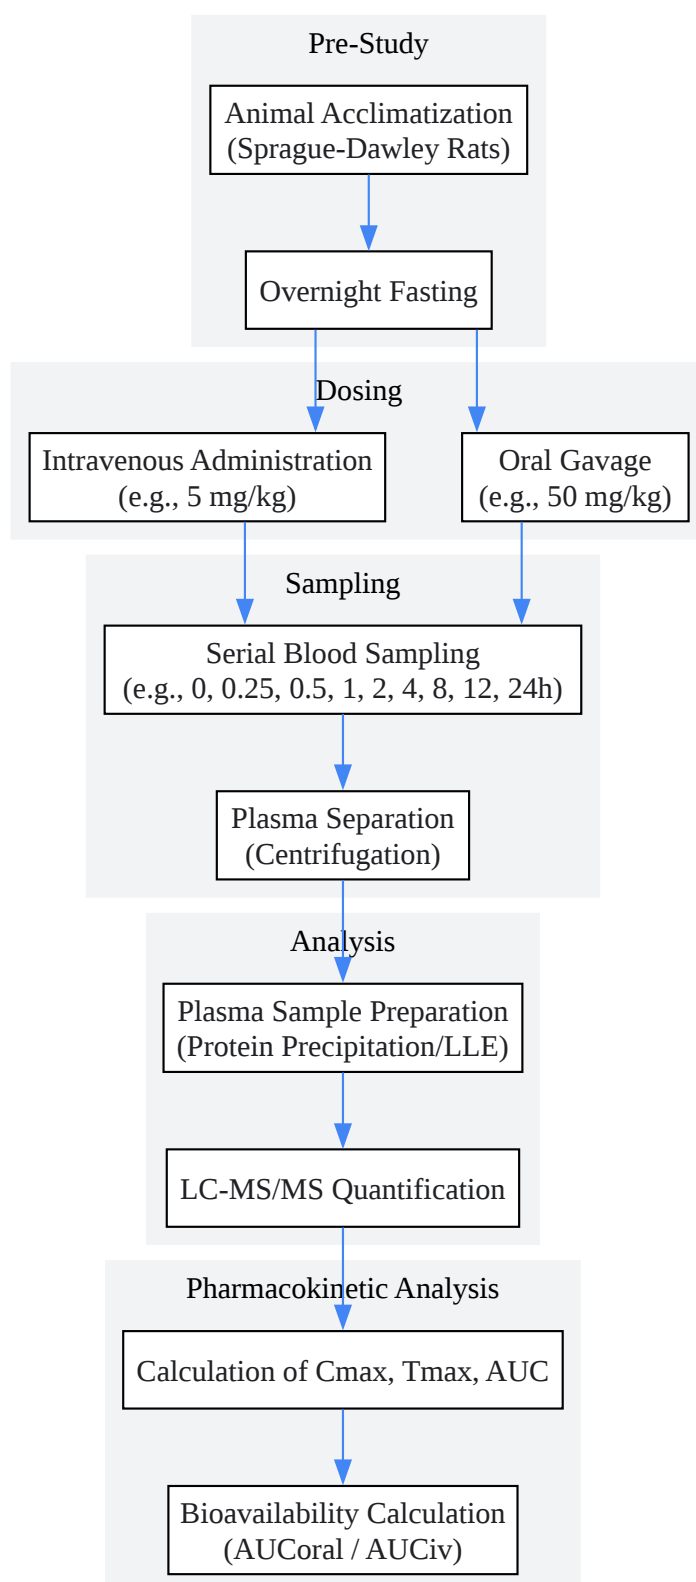 Pre-Study
Animal Acclimatization
(Sprague-Dawley Rats)
Overnight Fasting
Dosing
Intravenous Administration
(e.g., 5 mg/kg)
Oral Gavage
(e.g., 50 mg/kg)
Sampling
Serial Blood Sampling
(e.g., 0, 0.25, 0.5, 1, 2, 4, 8, 12, 24h)
Plasma Separation
(Centrifugation)
Analysis
Plasma Sample Preparation
(Protein Precipitation/LLE)
LC-MS/MS Quantification
Pharmacokinetic Analysis
Calculation of Cmax, Tmax, AUC
Bioavailability Calculation
(AUCoral / AUCiv)